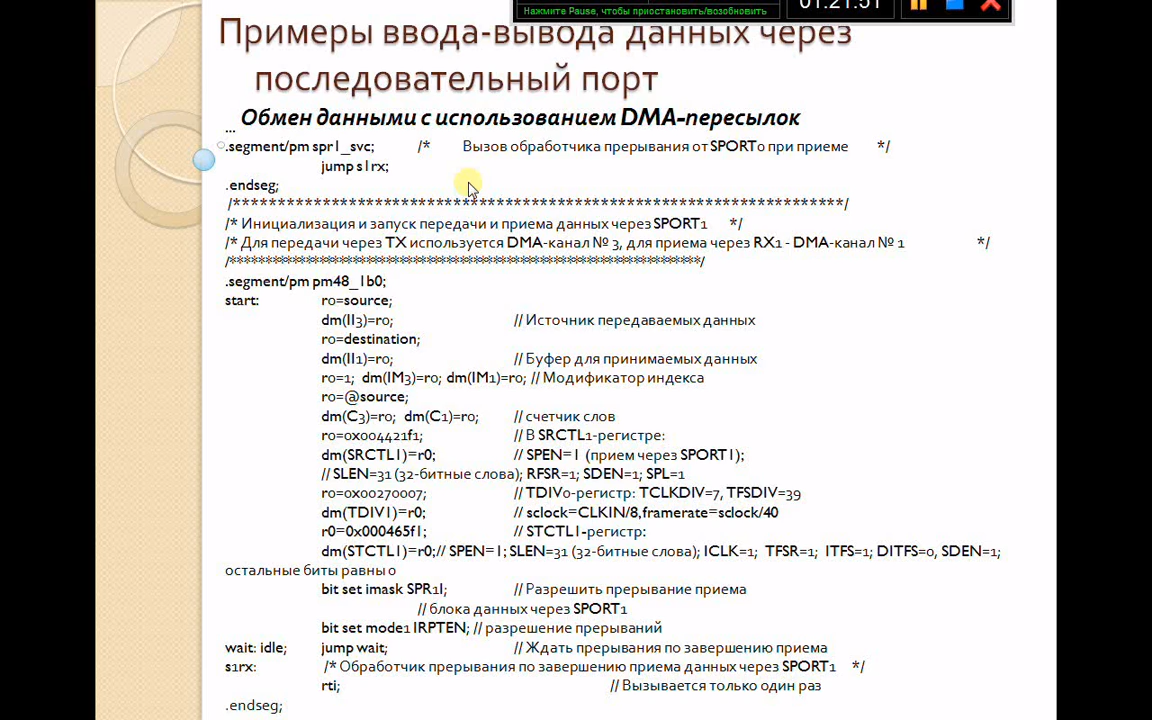 Нажмите Pause, чтобы приостановить/возобновить
01:21:51
Примеры ввода-вывода данных через
последовательный порт
Обмен данными с использованием DMA-пересылок
...
.segment/pm spr1_svc; /* Вызов обработчика прерывания от SPORT0 при приеме */
jump s1rx;
.endseg;
/********************************************************************/
/* Инициализация и запуск передачи и приема данных через SPORT1 */
/* Для передачи через TX используется DMA-канал № 3, для приема через RX1 - DMA-канал № 1 */
/********************************************************************/
.segment/pm pm48_1b0;
start: r0=source;
dm(II3)=r0; // Источник передаваемых данных
r0=destination;
dm(II1)=r0; // Буфер для принимаемых данных
r0=1; dm(IM3)=r0; dm(IM1)=r0; // Модификатор индекса
r0=@source;
dm(C3)=r0; dm(C1)=r0; // счетчик слов
r0=0x004421f1; // В SRCTL1-регистре:
dm(SRCTL1)=r0; // SPEN=1 (прием через SPORT1);
// SLEN=31 (32-битные слова); RFSR=1; SDEN=1; SPL=1
r0=0x00270007; // TDIV0-регистр: TCLKDIV=7, TFSDIV=39
dm(TDIV1)=r0; // sclock=CLKIN/8,framerate=sclock/40
r0=0x000465f1; // STCTL1-регистр:
dm(STCTL1)=r0;// SPEN=1; SLEN=31 (32-битные слова); ICLK=1; TFSR=1; ITFS=1; DITFS=0, SDEN=1;
остальные биты равны 0
bit set imask SPR1I; // Разрешить прерывание приема
// блока данных через SPORT1
bit set mode1 IRPTEN; // разрешение прерываний
wait: idle; jump wait; // Ждать прерывания по завершению приема
s1rx: /* Обработчик прерывания по завершению приема данных через SPORT1 */
rti; // Вызывается только один раз
.endseg;